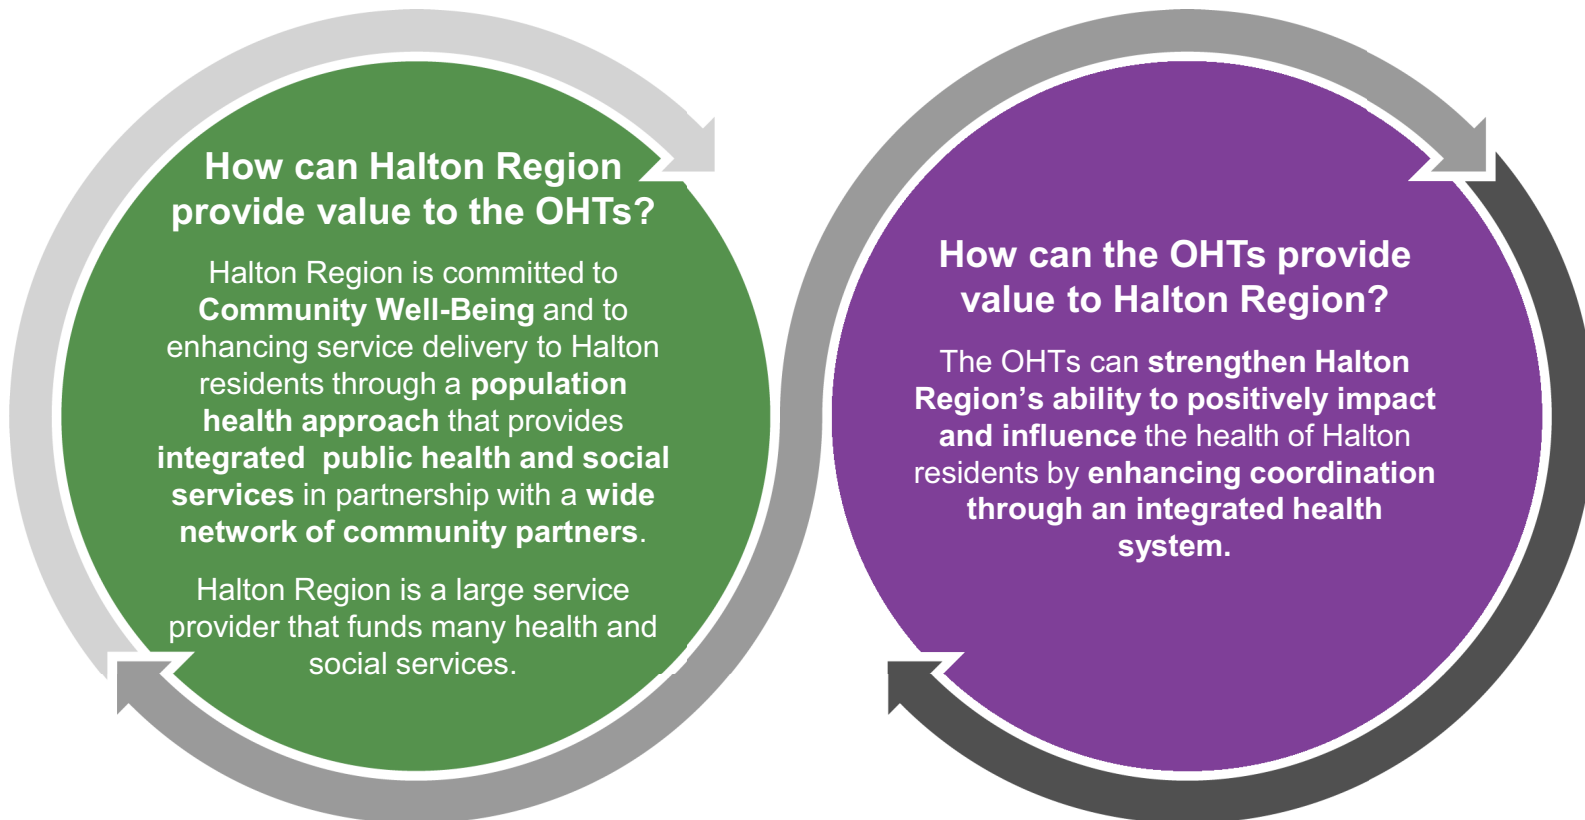 How can Halton Region
provide value to the OHTs?
Halton Region is committed to
Community Well-Being and to
enhancing service delivery to Halton
residents through a population
health approach that provides
integrated  public health and social
services in partnership with a wide
network of community partners.
Halton Region is a large service
provider that funds many health and
social services.
How can the OHTs provide
value to Halton Region?
The OHTs can strengthen Halton
Region’s ability to positively impact
and influence the health of Halton
residents by enhancing coordination
through an integrated health
system.